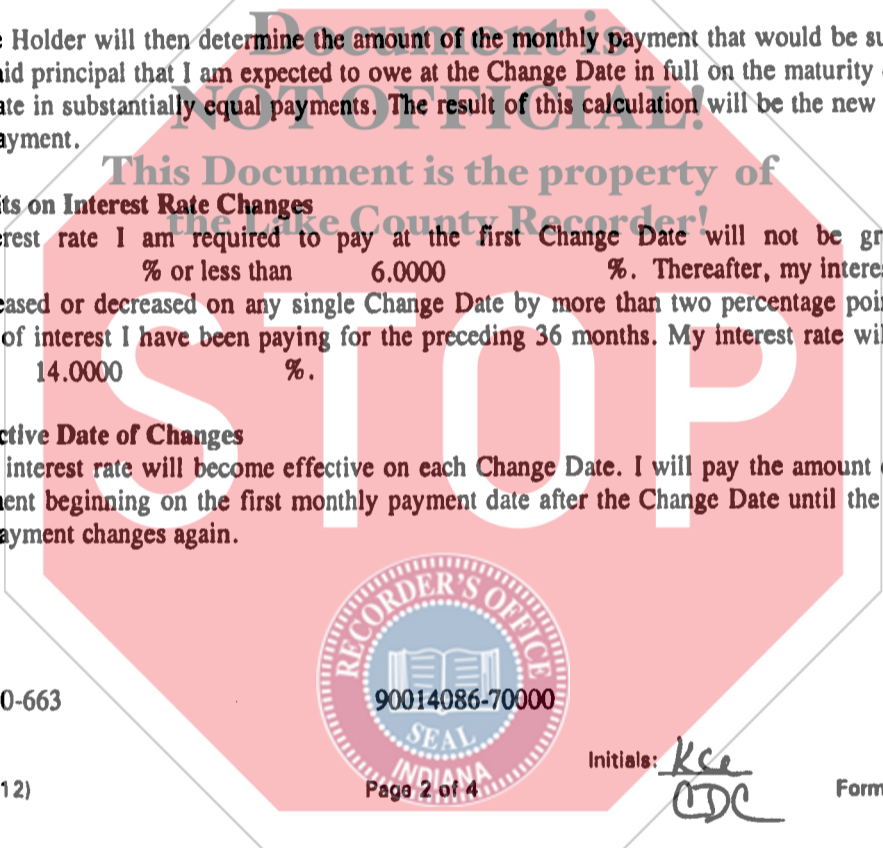 Document is
Holder will then determine the amount of the monthly payment that would be su
aid principal that I am expected to owe at the Change Date in full on the maturity
ate in substantially equal payments. The result of this calculation will be the new
NOT OFFICIAL!
ayment.
This Document is the property of
the Lake County Recorder!
its on Interest Rate Changes
erest rate I am required to pay at the first Change Date will not be gr
% or less than 6.0000 %. Thereafter, my interes
eased or decreased on any single Change Date by more than two percentage poi
of interest I have been paying for the preceding 36 months. My interest rate wil
14.0000 %.
STOP
ctive Date of Changes
interest rate will become effective on each Change Date. I will pay the amount
ent beginning on the first monthly payment date after the Change Date until the
ayment changes again.
RECORDER'S OFFICE
0-663 90014086-70000
SEAL
INDIANA
Initials: KCe
12) Page 2 of 4 CDC Form